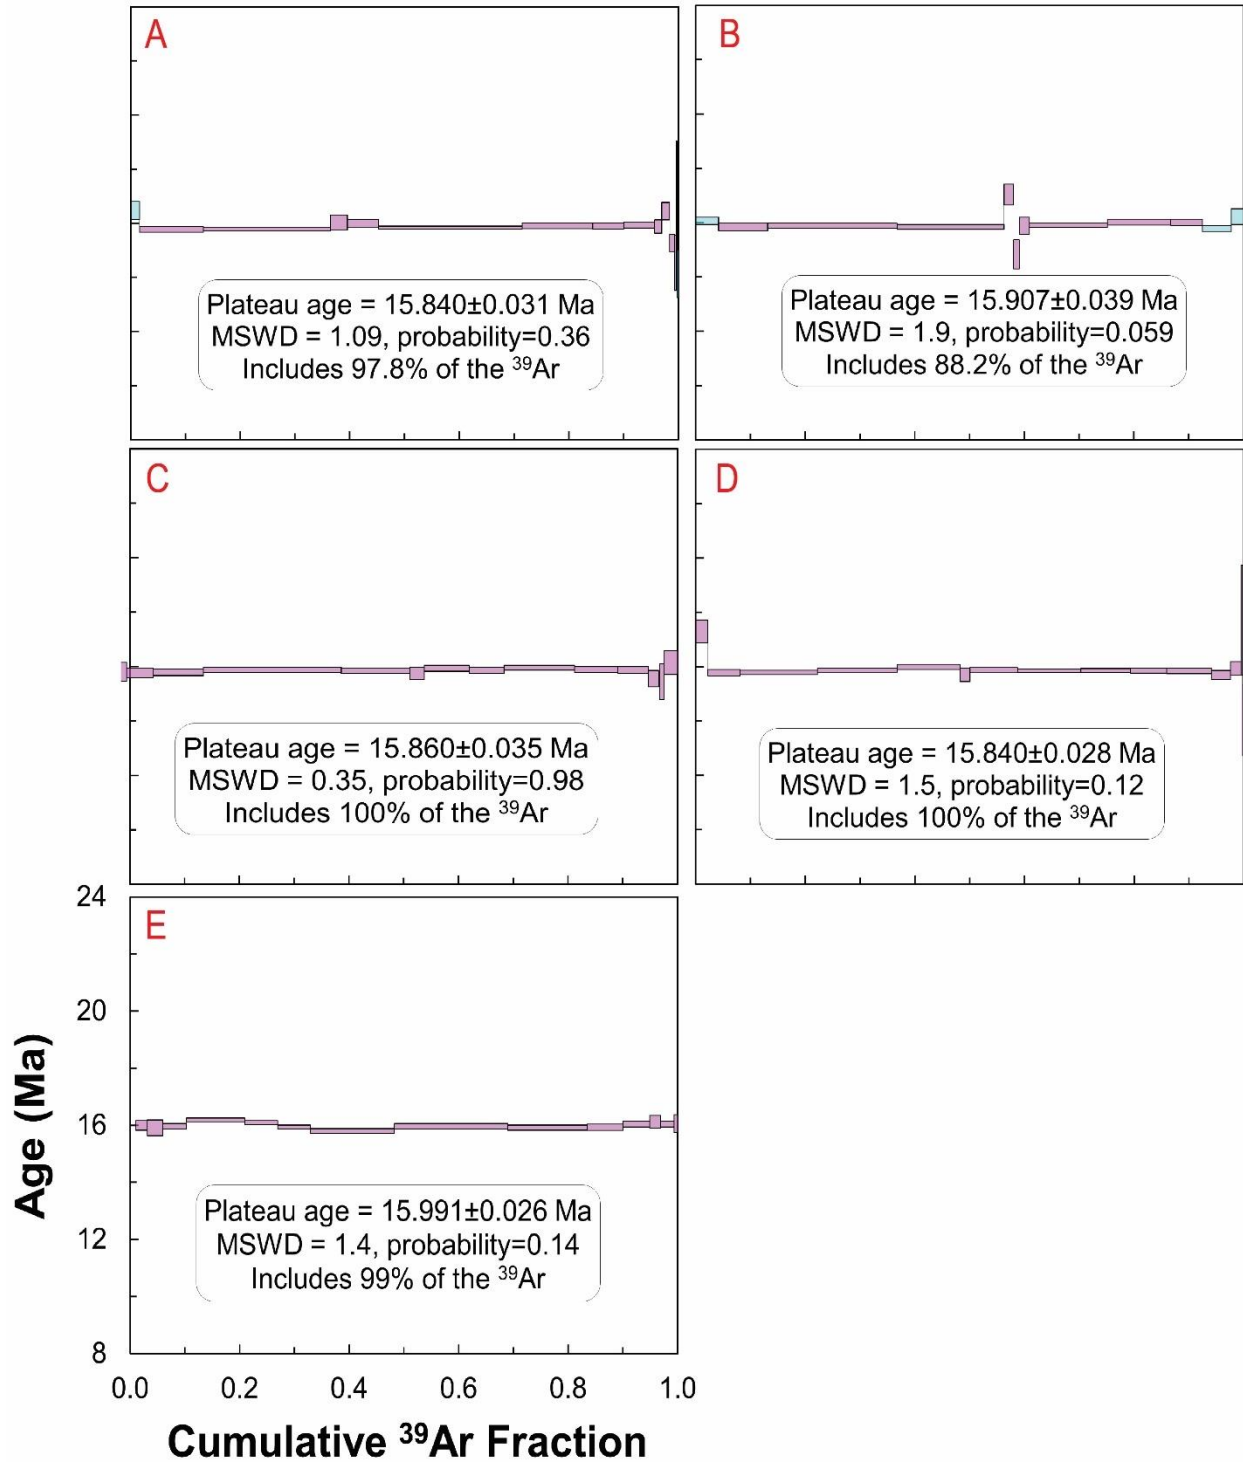 A
Plateau age = 15.840±0.031 Ma
MSWD = 1.09, probability=0.36
Includes 97.8% of the ³⁹Ar
B
Plateau age = 15.907±0.039 Ma
MSWD = 1.9, probability=0.059
Includes 88.2% of the ³⁹Ar
C
Plateau age = 15.860±0.035 Ma
MSWD = 0.35, probability=0.98
Includes 100% of the ³⁹Ar
D
Plateau age = 15.840±0.028 Ma
MSWD = 1.5, probability=0.12
Includes 100% of the ³⁹Ar
E
Plateau age = 15.991±0.026 Ma
MSWD = 1.4, probability=0.14
Includes 99% of the ³⁹Ar
24
20
16
12
8
Age (Ma)
0.0 0.2 0.4 0.6 0.8 1.0
Cumulative ³⁹Ar Fraction